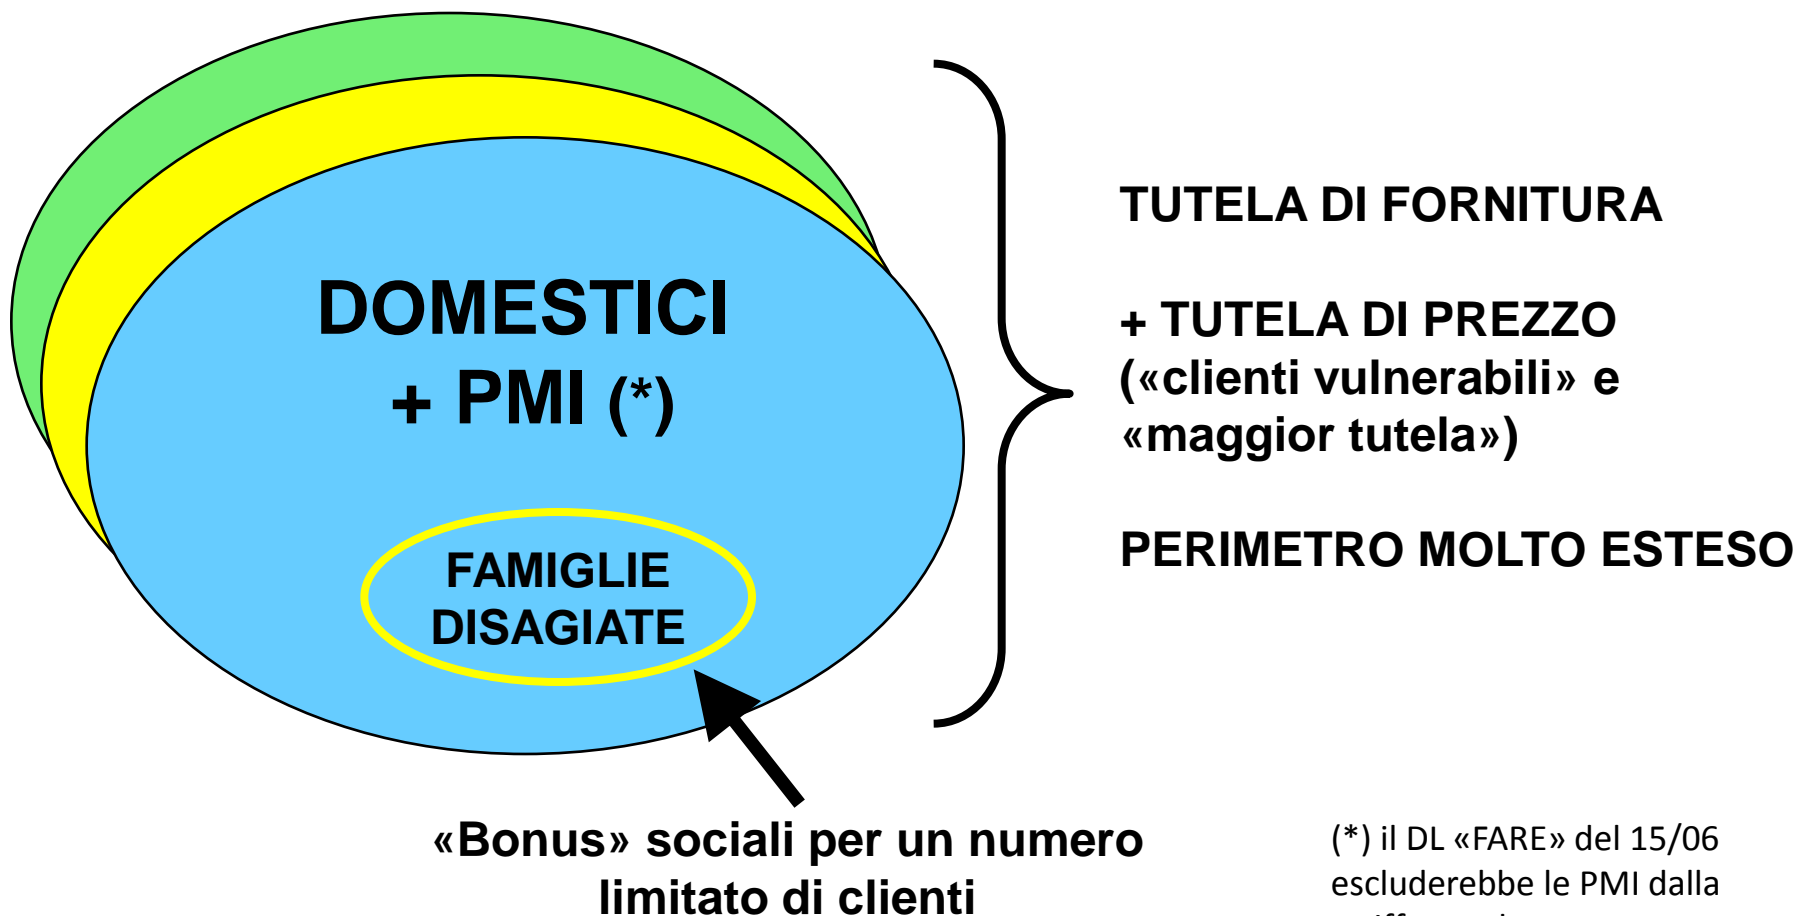 DOMESTICI
+ PMI (*)
FAMIGLIE
DISAGIATE
TUTELA DI FORNITURA
+ TUTELA DI PREZZO
(«clienti vulnerabili» e
«maggior tutela»)
PERIMETRO MOLTO ESTESO
«Bonus» sociali per un numero
limitato di clienti
(*) il DL «FARE» del 15/06
escluderebbe le PMI dalla